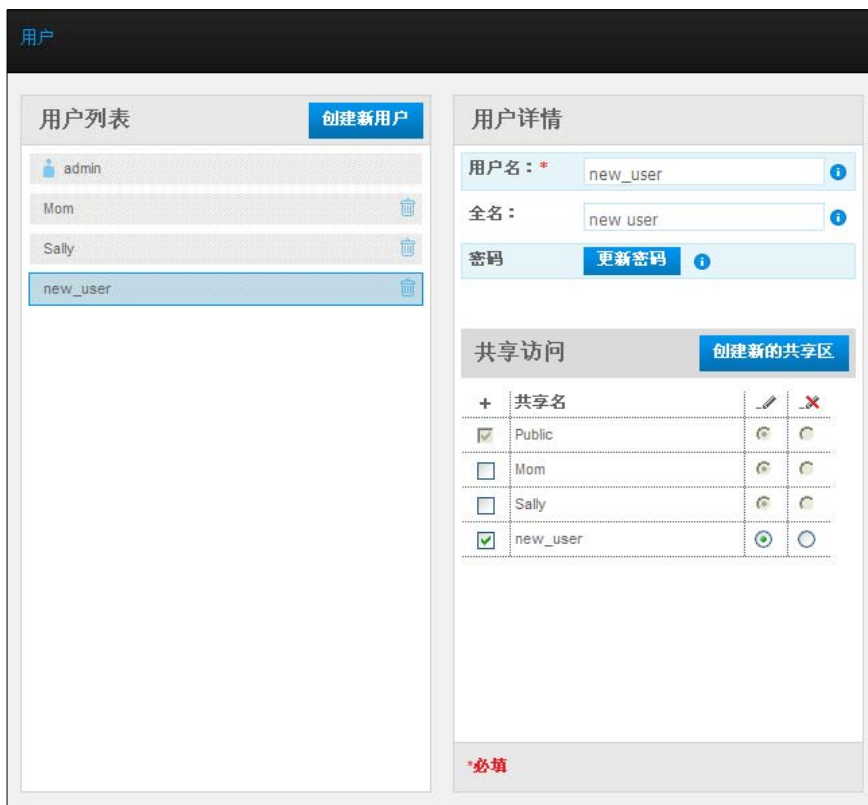 用户
用户列表
创建新用户
admin
Mom
Sally
new_user
用户详情
用户名：*
new_user
全名：
new user
密码
更新密码
共享访问
创建新的共享区
+ 共享名
Public
Mom
Sally
new_user
*必填